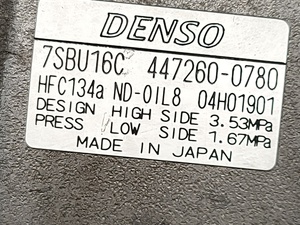 DENSO
7SBU16C 447260-0780
HFC134a ND-OIL8 04H01901
DESIGN / HIGH SIDE 3.53MPa
PRESS / LOW SIDE 1.67MPa
MADE IN JAPAN